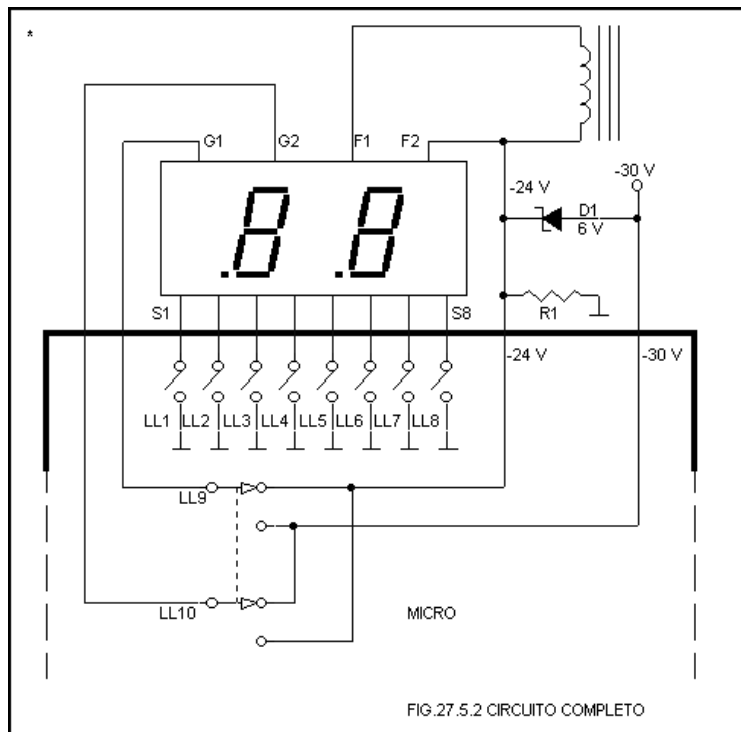 *
G1 G2 F1 F2
-30 V
-24 V
D1
6 V
S1 S8 R1
-24 V -30 V
LL1 LL2 LL3 LL4 LL5 LL6 LL7 LL8
LL9
LL10 MICRO
FIG.27.5.2 CIRCUITO COMPLETO